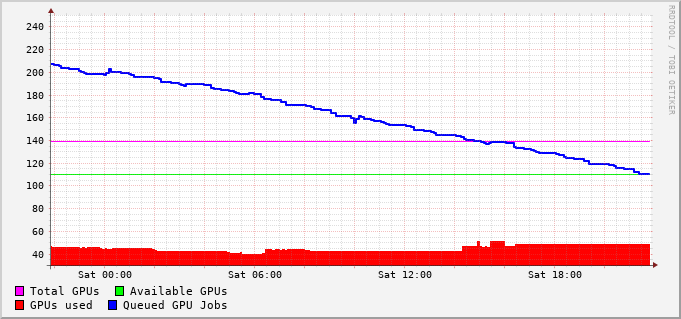 240
220
200
180
160
140
120
100
80
60
40
Sat 00:00 Sat 06:00 Sat 12:00 Sat 18:00
Total GPUs Available GPUs
GPUs used Queued GPU Jobs
RRDTOOL / TOBI OETIKER